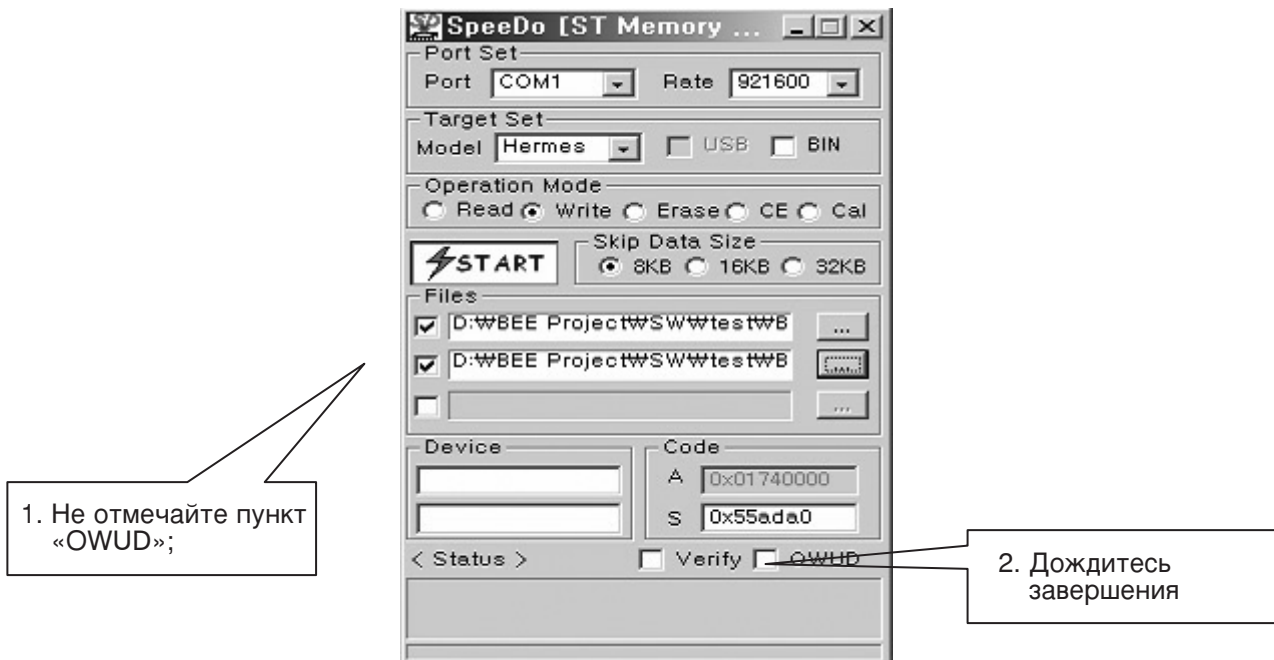 SpeeDo [ST Memory ...
Port Set
Port COM1 Rate 921600
Target Set
Model Hermes USB BIN
Operation Mode
Read Write Erase CE Cal
START
Skip Data Size
8KB 16KB 32KB
Files
D:₩BEE Project₩SW₩test₩B
...
D:₩BEE Project₩SW₩test₩B
...
...
Device
Code
A 0x01740000
S 0x55ada0
< Status > Verify OWUD
1. Не отмечайте пункт
«OWUD»;
2. Дождитесь
завершения